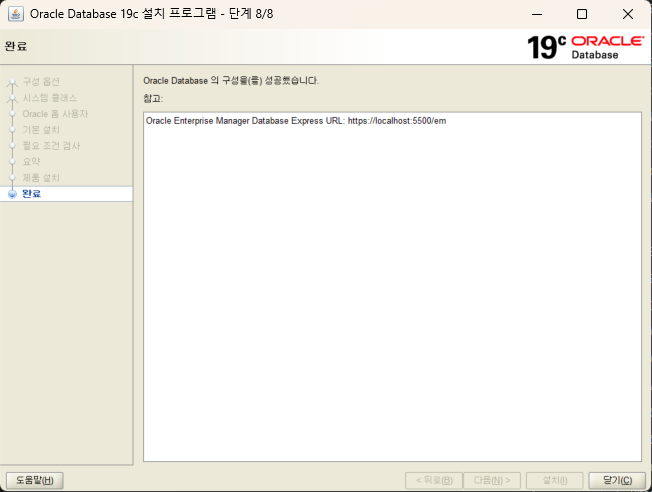 Oracle Database 19c 설치 프로그램 - 단계 8/8
완료
19c ORACLE
Database
구성 옵션
시스템 클래스
Oracle 홈 사용자
기본 설치
필요 조건 검사
요약
제품 설치
완료
Oracle Database 의 구성을(를) 성공했습니다.
참고:
Oracle Enterprise Manager Database Express URL: https://localhost:5500/em
도움말(H)
< 뒤로(B)
다음(N) >
설치(I)
닫기(C)